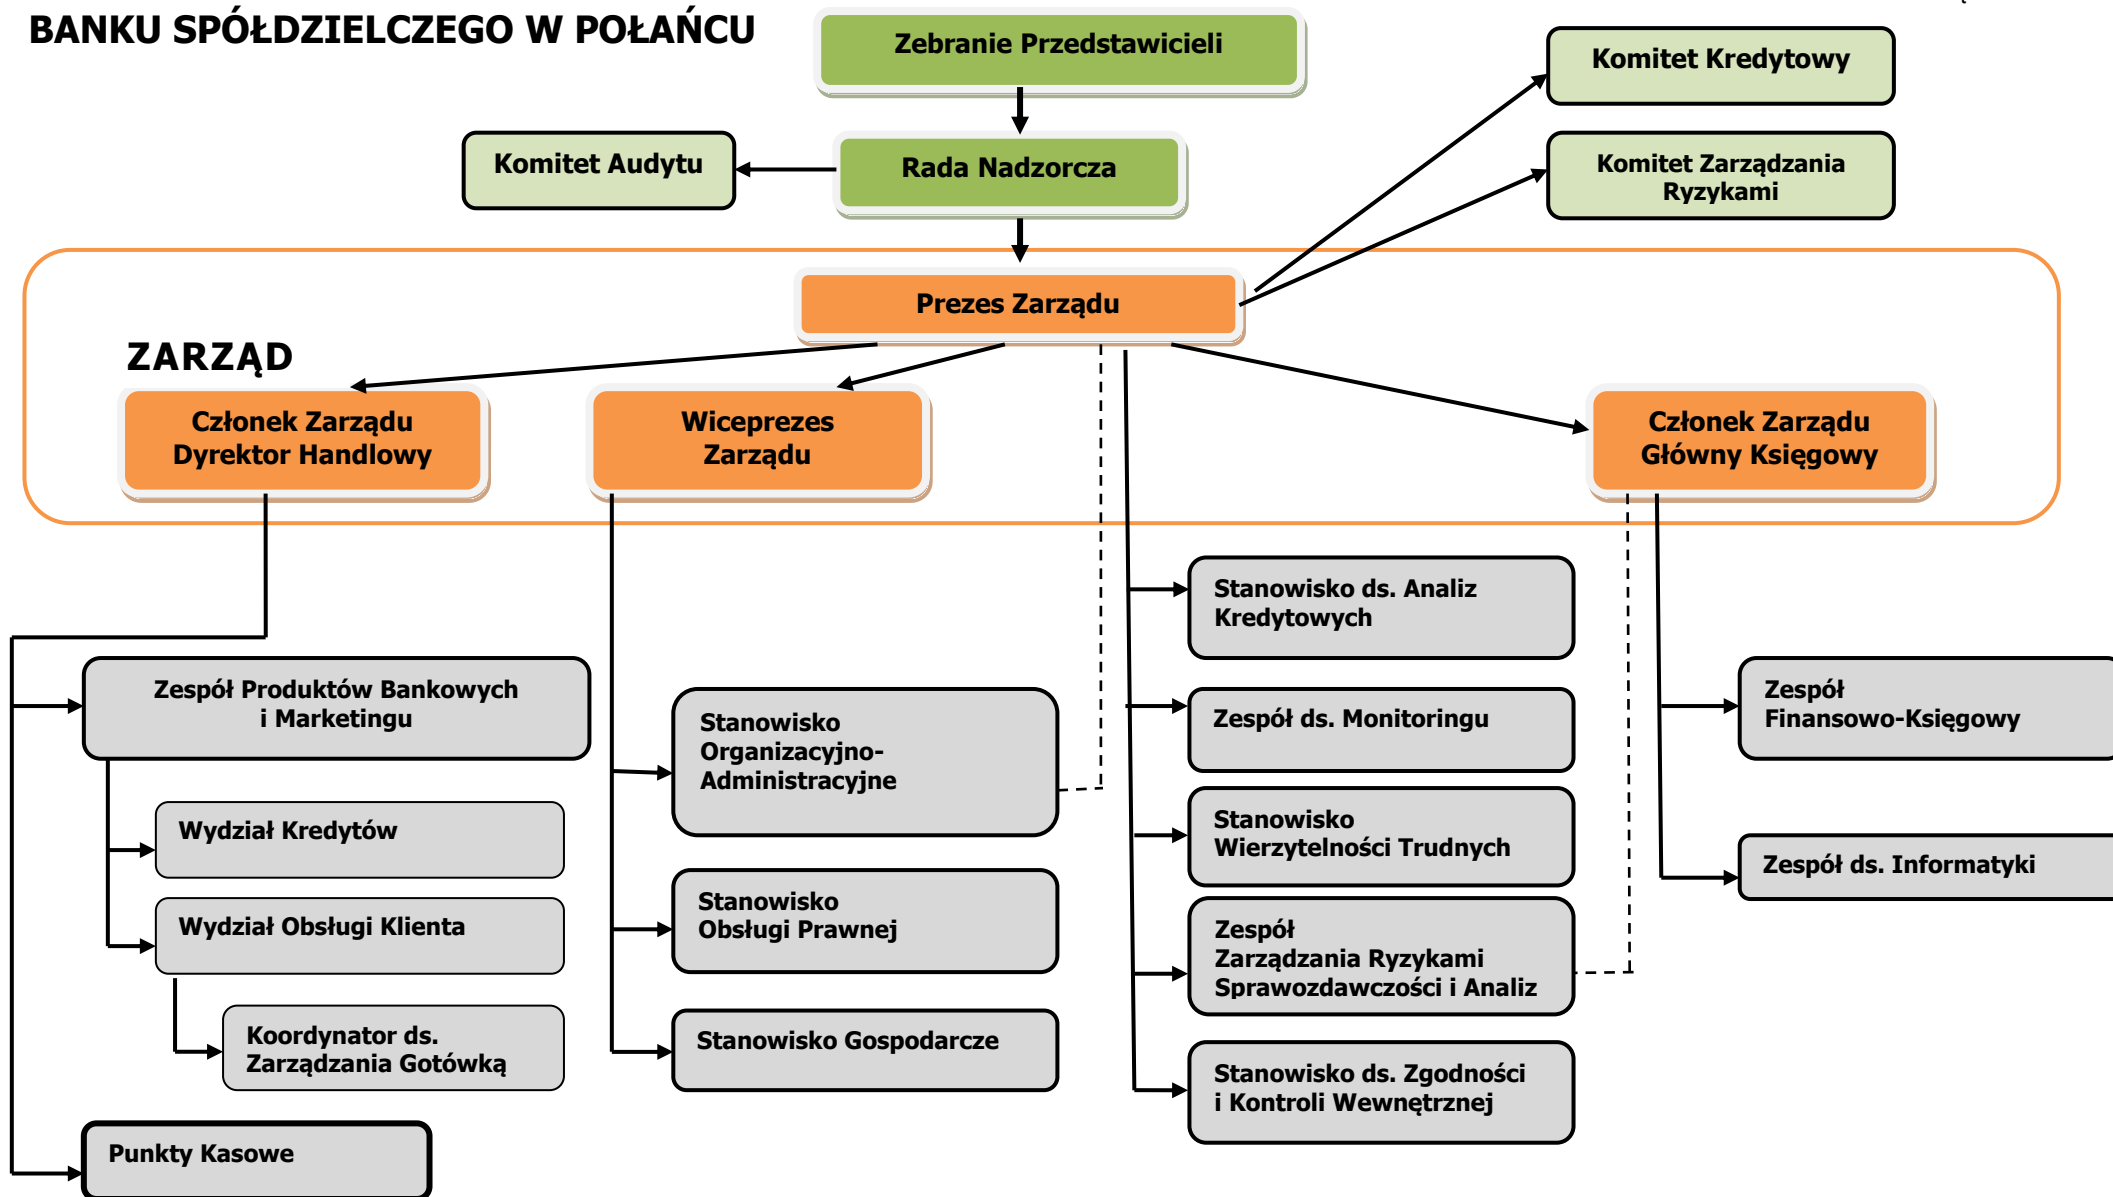 BANKU SPÓŁDZIELCZEGO W POŁAŃCU
Zebranie Przedstawicieli
Komitet Kredytowy
Komitet Audytu
Rada Nadzorcza
Komitet Zarządzania
Ryzykami
Prezes Zarządu
ZARZĄD
Członek Zarządu
Dyrektor Handlowy
Wiceprezes
Zarządu
Członek Zarządu
Główny Księgowy
Zespół Produktów Bankowych
i Marketingu
Wydział Kredytów
Wydział Obsługi Klienta
Koordynator ds.
Zarządzania Gotówką
Punkty Kasowe
Stanowisko
Organizacyjno-
Administracyjne
Stanowisko
Obsługi Prawnej
Stanowisko Gospodarcze
Stanowisko ds. Analiz
Kredytowych
Zespół ds. Monitoringu
Stanowisko
Wierzytelności Trudnych
Zespół
Zarządzania Ryzykami
Sprawozdawczości i Analiz
Stanowisko ds. Zgodności
i Kontroli Wewnętrznej
Zespół
Finansowo-Księgowy
Zespół ds. Informatyki